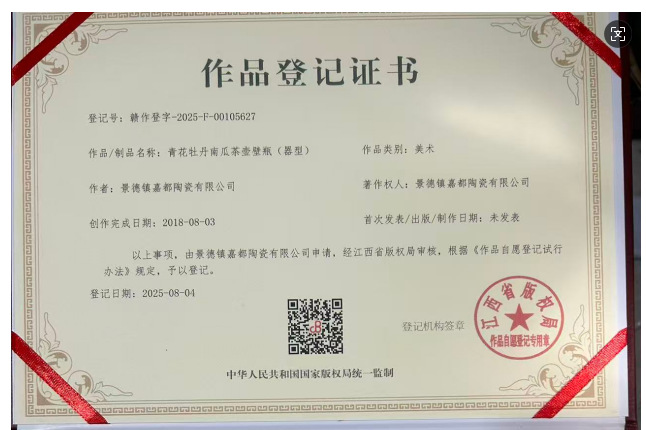 作品登记证书
登记号：赣作登字-2025-F-00105627
作品/制品名称：青花牡丹南瓜茶壶壁瓶（器型）
作品类别：美术
作者：景德镇嘉都陶瓷有限公司
著作权人：景德镇嘉都陶瓷有限公司
创作完成日期：2018-08-03
首次发表/出版/制作日期：未发表
以上事项，由景德镇嘉都陶瓷有限公司申请，经江西省版权局审核，根据《作品自愿登记试行
办法》规定，予以登记。
登记日期：2025-08-04
登记机构签章
江西省版权局
作品自愿登记专用章
中华人民共和国国家版权局统一监制